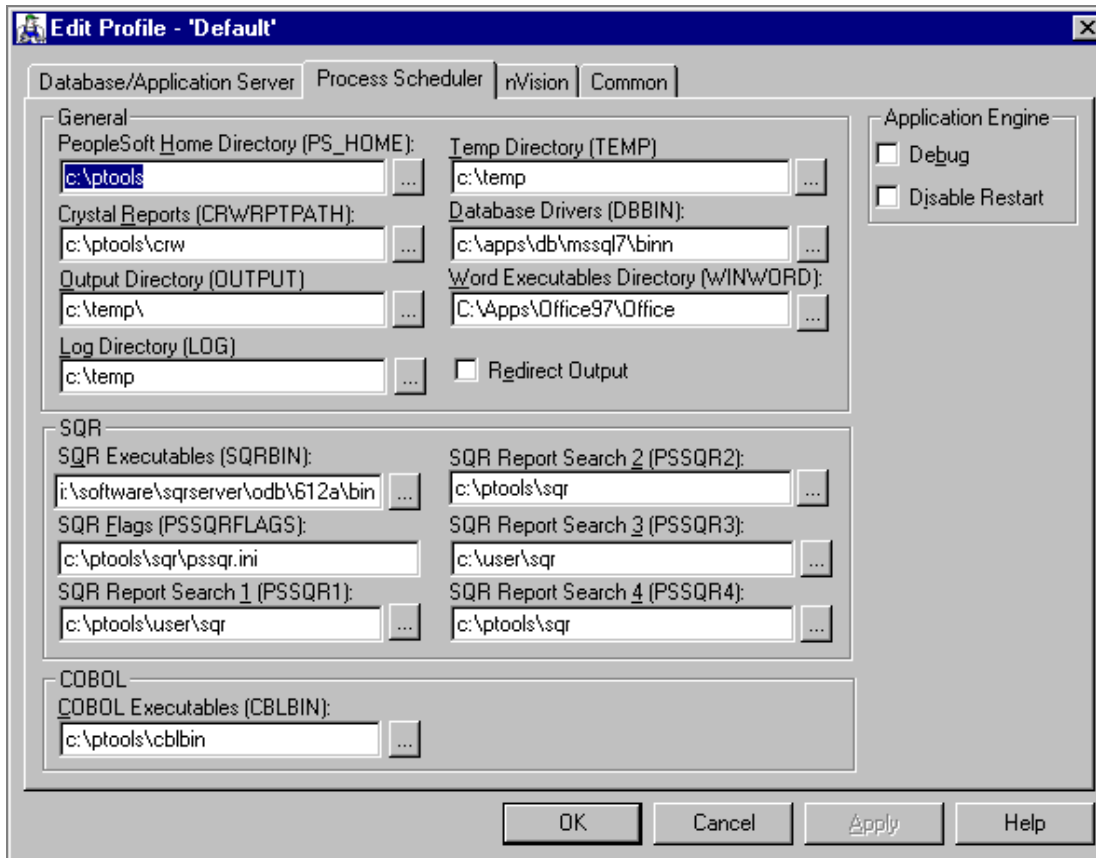 Edit Profile - 'Default'
Database/Application Server Process Scheduler nVision Common
General
PeopleSoft Home Directory (PS_HOME): Temp Directory (TEMP)
c:\ptools ... c:\temp ...
Crystal Reports (CRWRPTPATH): Database Drivers (DBBIN):
c:\ptools\crw ... c:\apps\db\mssql7\binn ...
Output Directory (OUTPUT) Word Executables Directory (WINWORD):
c:\temp\ ... C:\Apps\Office97\Office ...
Log Directory (LOG)
c:\temp ... Redirect Output
Application Engine
Debug
Disable Restart
SQR
SQR Executables (SQRBIN): SQR Report Search 2 (PSSQR2):
i:\software\sqrserver\odb\612a\bin ... c:\ptools\sqr ...
SQR Flags (PSSQRFLAGS): SQR Report Search 3 (PSSQR3):
c:\ptools\sqr\pssqr.ini c:\user\sqr ...
SQR Report Search 1 (PSSQR1): SQR Report Search 4 (PSSQR4):
c:\ptools\user\sqr ... c:\ptools\sqr ...
COBOL
COBOL Executables (CBLBIN):
c:\ptools\cblbin ...
OK Cancel Apply Help